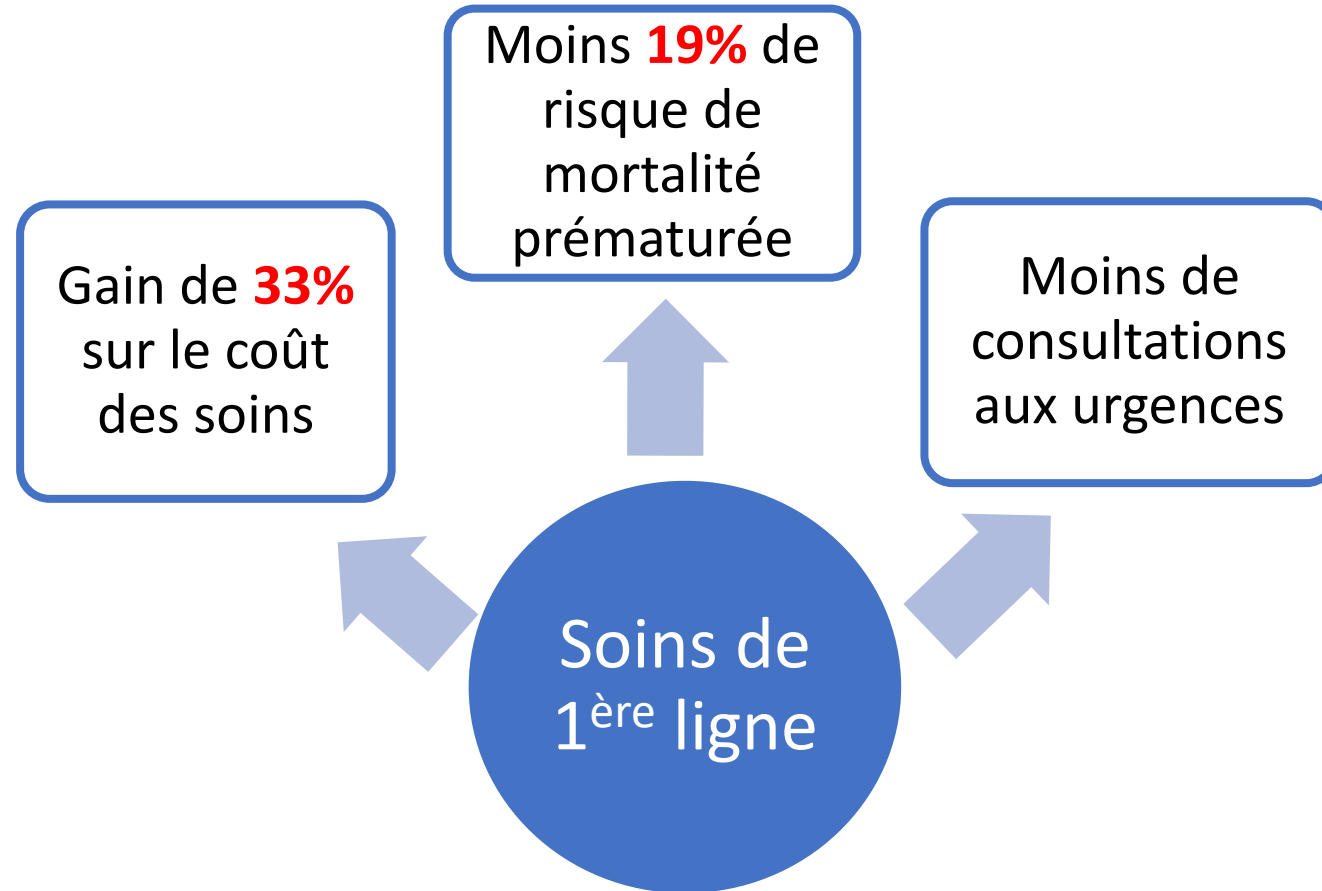 Moins 19% de
risque de
mortalité
prématurée
Gain de 33%
sur le coût
des soins
Moins de
consultations
aux urgences
Soins de
1ère ligne